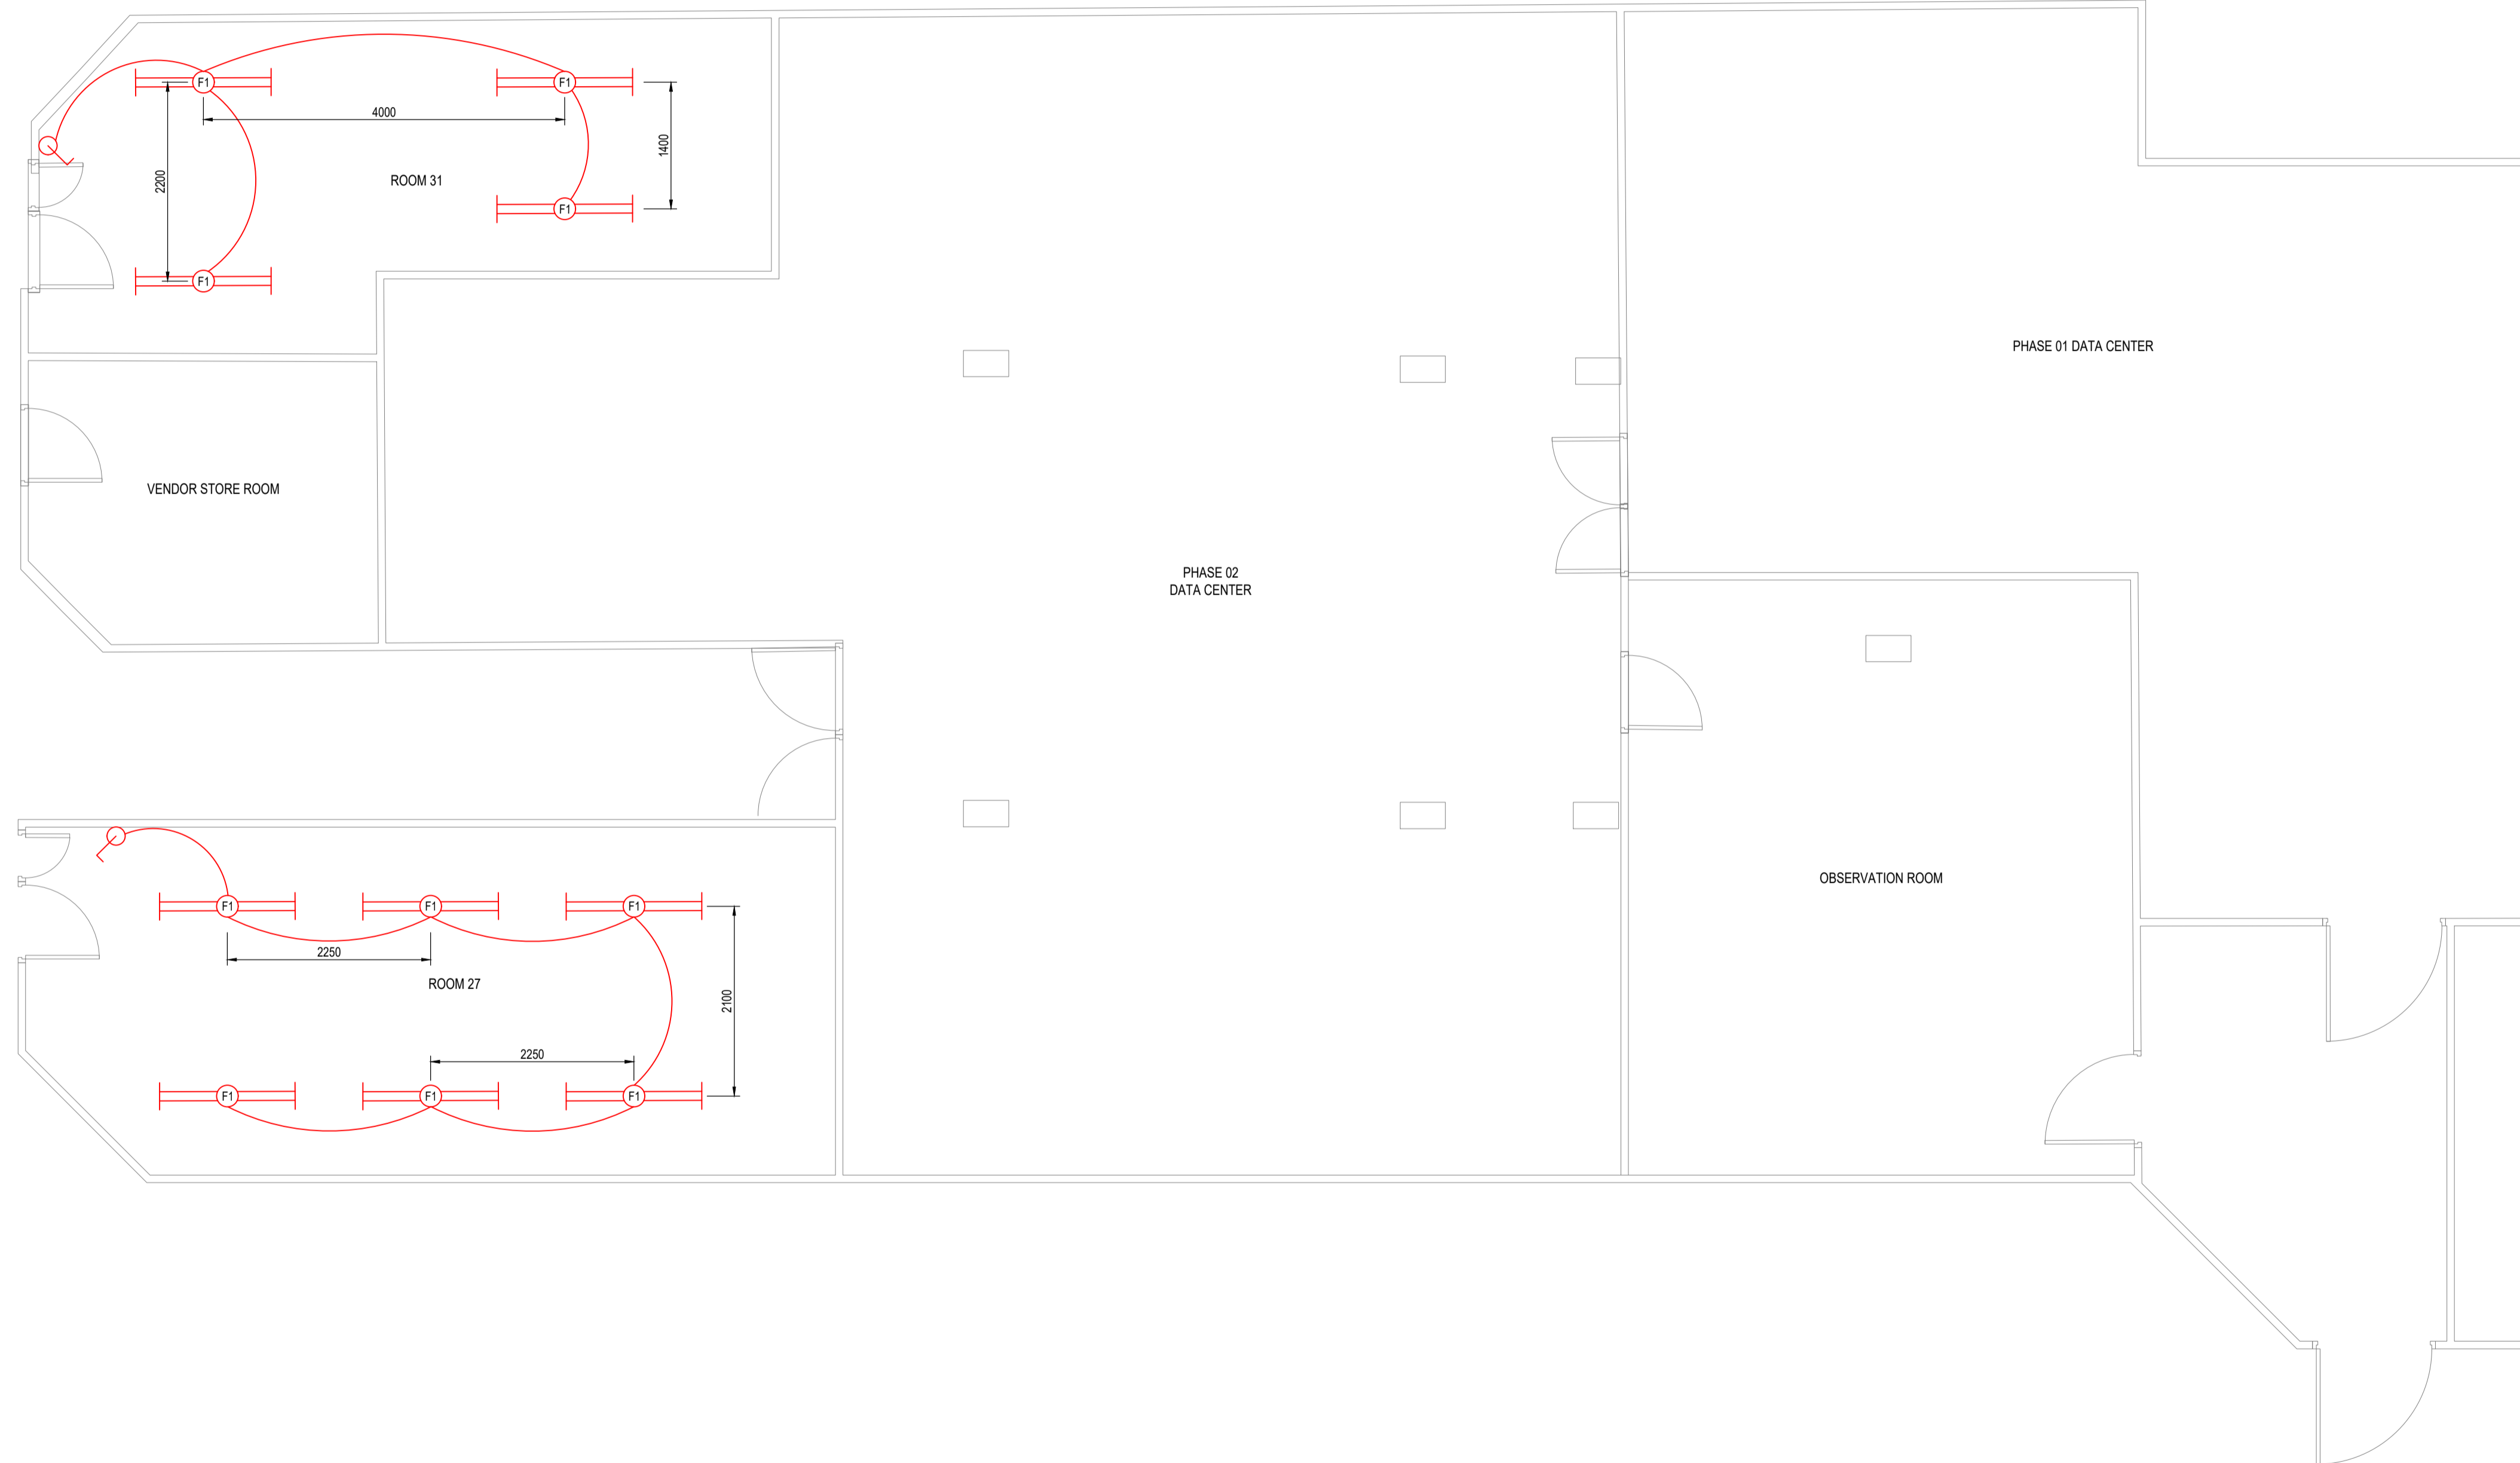 F1
F1
4000
1400
2200
ROOM 31
F1
F1
PHASE 01 DATA CENTER
VENDOR STORE ROOM
PHASE 02
DATA CENTER
OBSERVATION ROOM
F1
F1
F1
2250
ROOM 27
2100
2250
F1
F1
F1